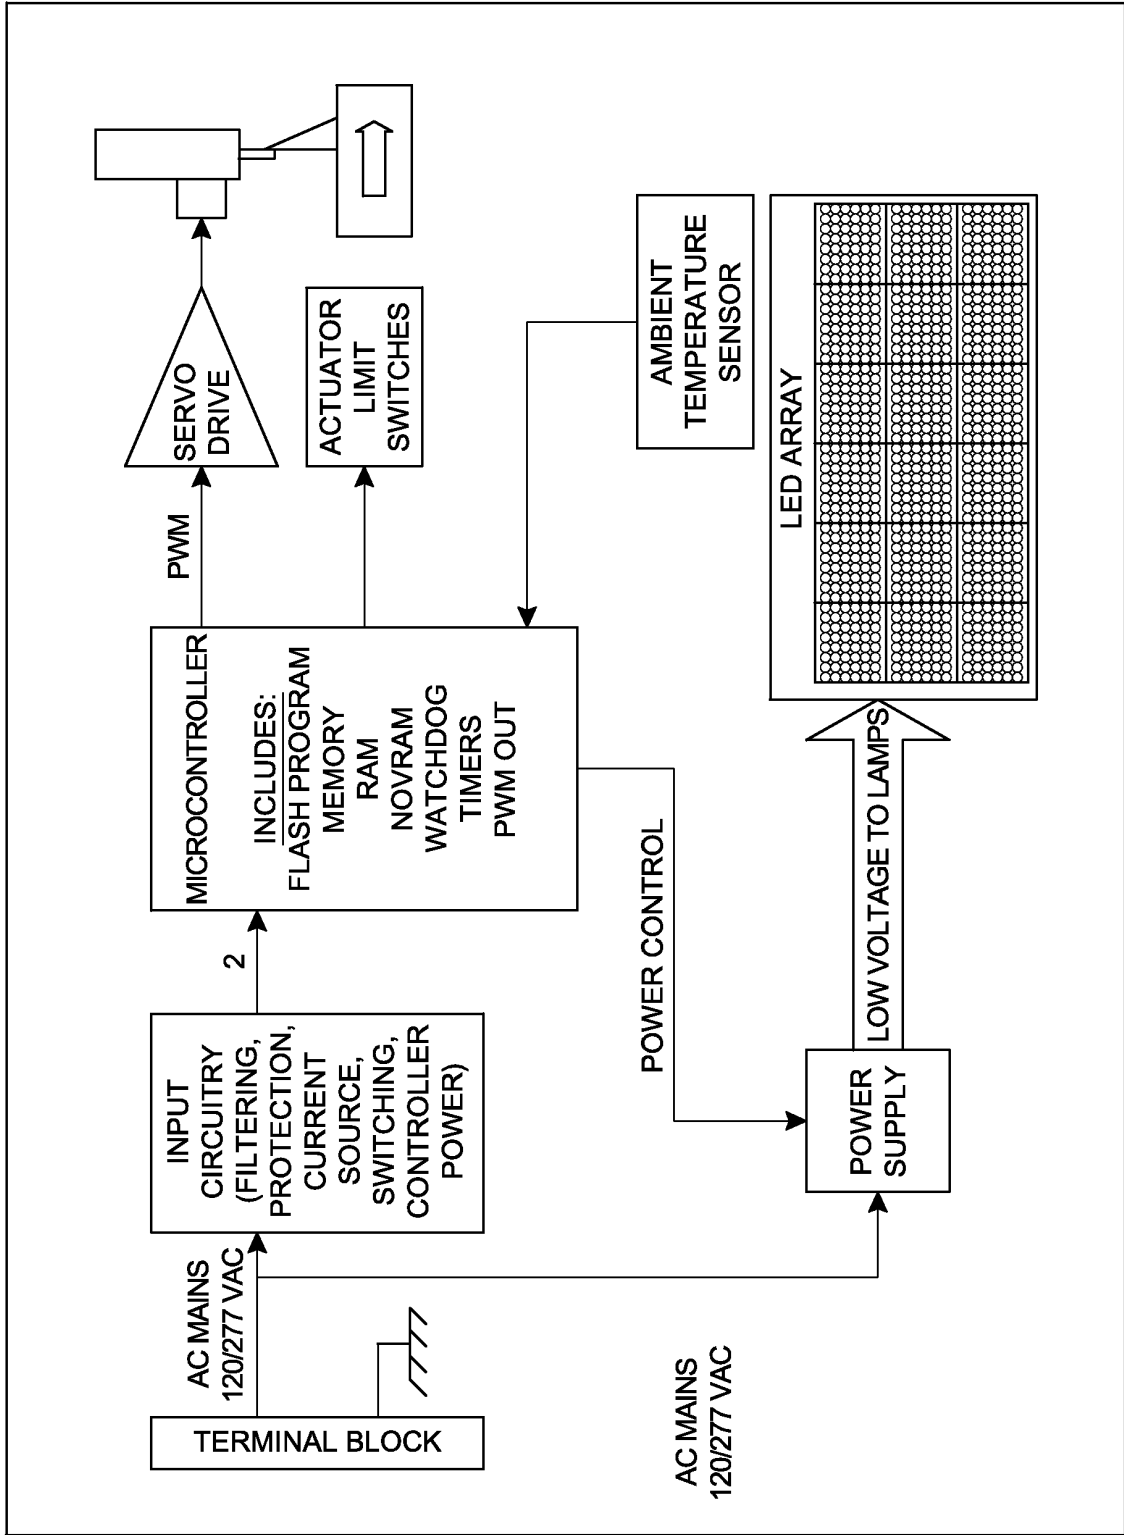 TERMINAL BLOCK
AC MAINS
120/277 VAC
INPUT
CIRCUITRY
(FILTERING,
PROTECTION,
CURRENT
SOURCE,
SWITCHING,
CONTROLLER
POWER)
2
MICROCONTROLLER
INCLUDES:
FLASH PROGRAM
MEMORY
RAM
NOVRAM
WATCHDOG
TIMERS
PWM OUT
PWM
SERVO
DRIVE
ACTUATOR
LIMIT
SWITCHES
AMBIENT
TEMPERATURE
SENSOR
POWER CONTROL
AC MAINS
120/277 VAC
POWER
SUPPLY
LOW VOLTAGE TO LAMPS
LED ARRAY